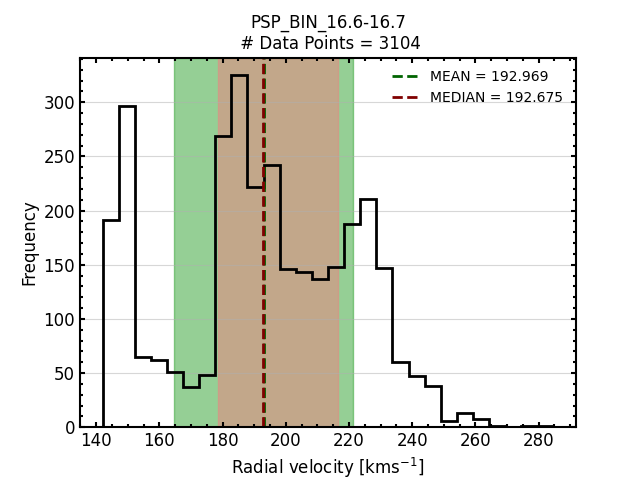 PSP_BIN_16.6-16.7
# Data Points = 3104
MEAN = 192.969
MEDIAN = 192.675
Frequency
300
250
200
150
100
50
0
140 160 180 200 220 240 260 280
Radial velocity [kms⁻¹]